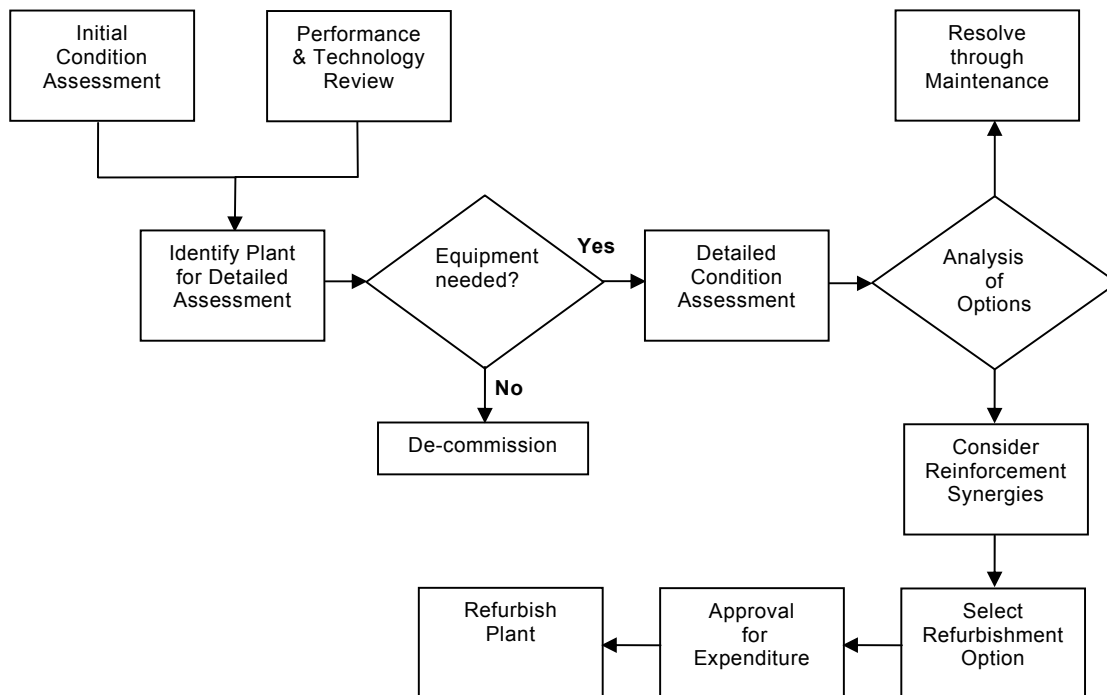 Initial
Condition
Assessment
Performance
& Technology
Review
Resolve
through
Maintenance
Identify Plant
for Detailed
Assessment
Equipment
needed?
Yes
No
De-commission
Detailed
Condition
Assessment
Analysis
of
Options
Consider
Reinforcement
Synergies
Select
Refurbishment
Option
Approval
for
Expenditure
Refurbish
Plant